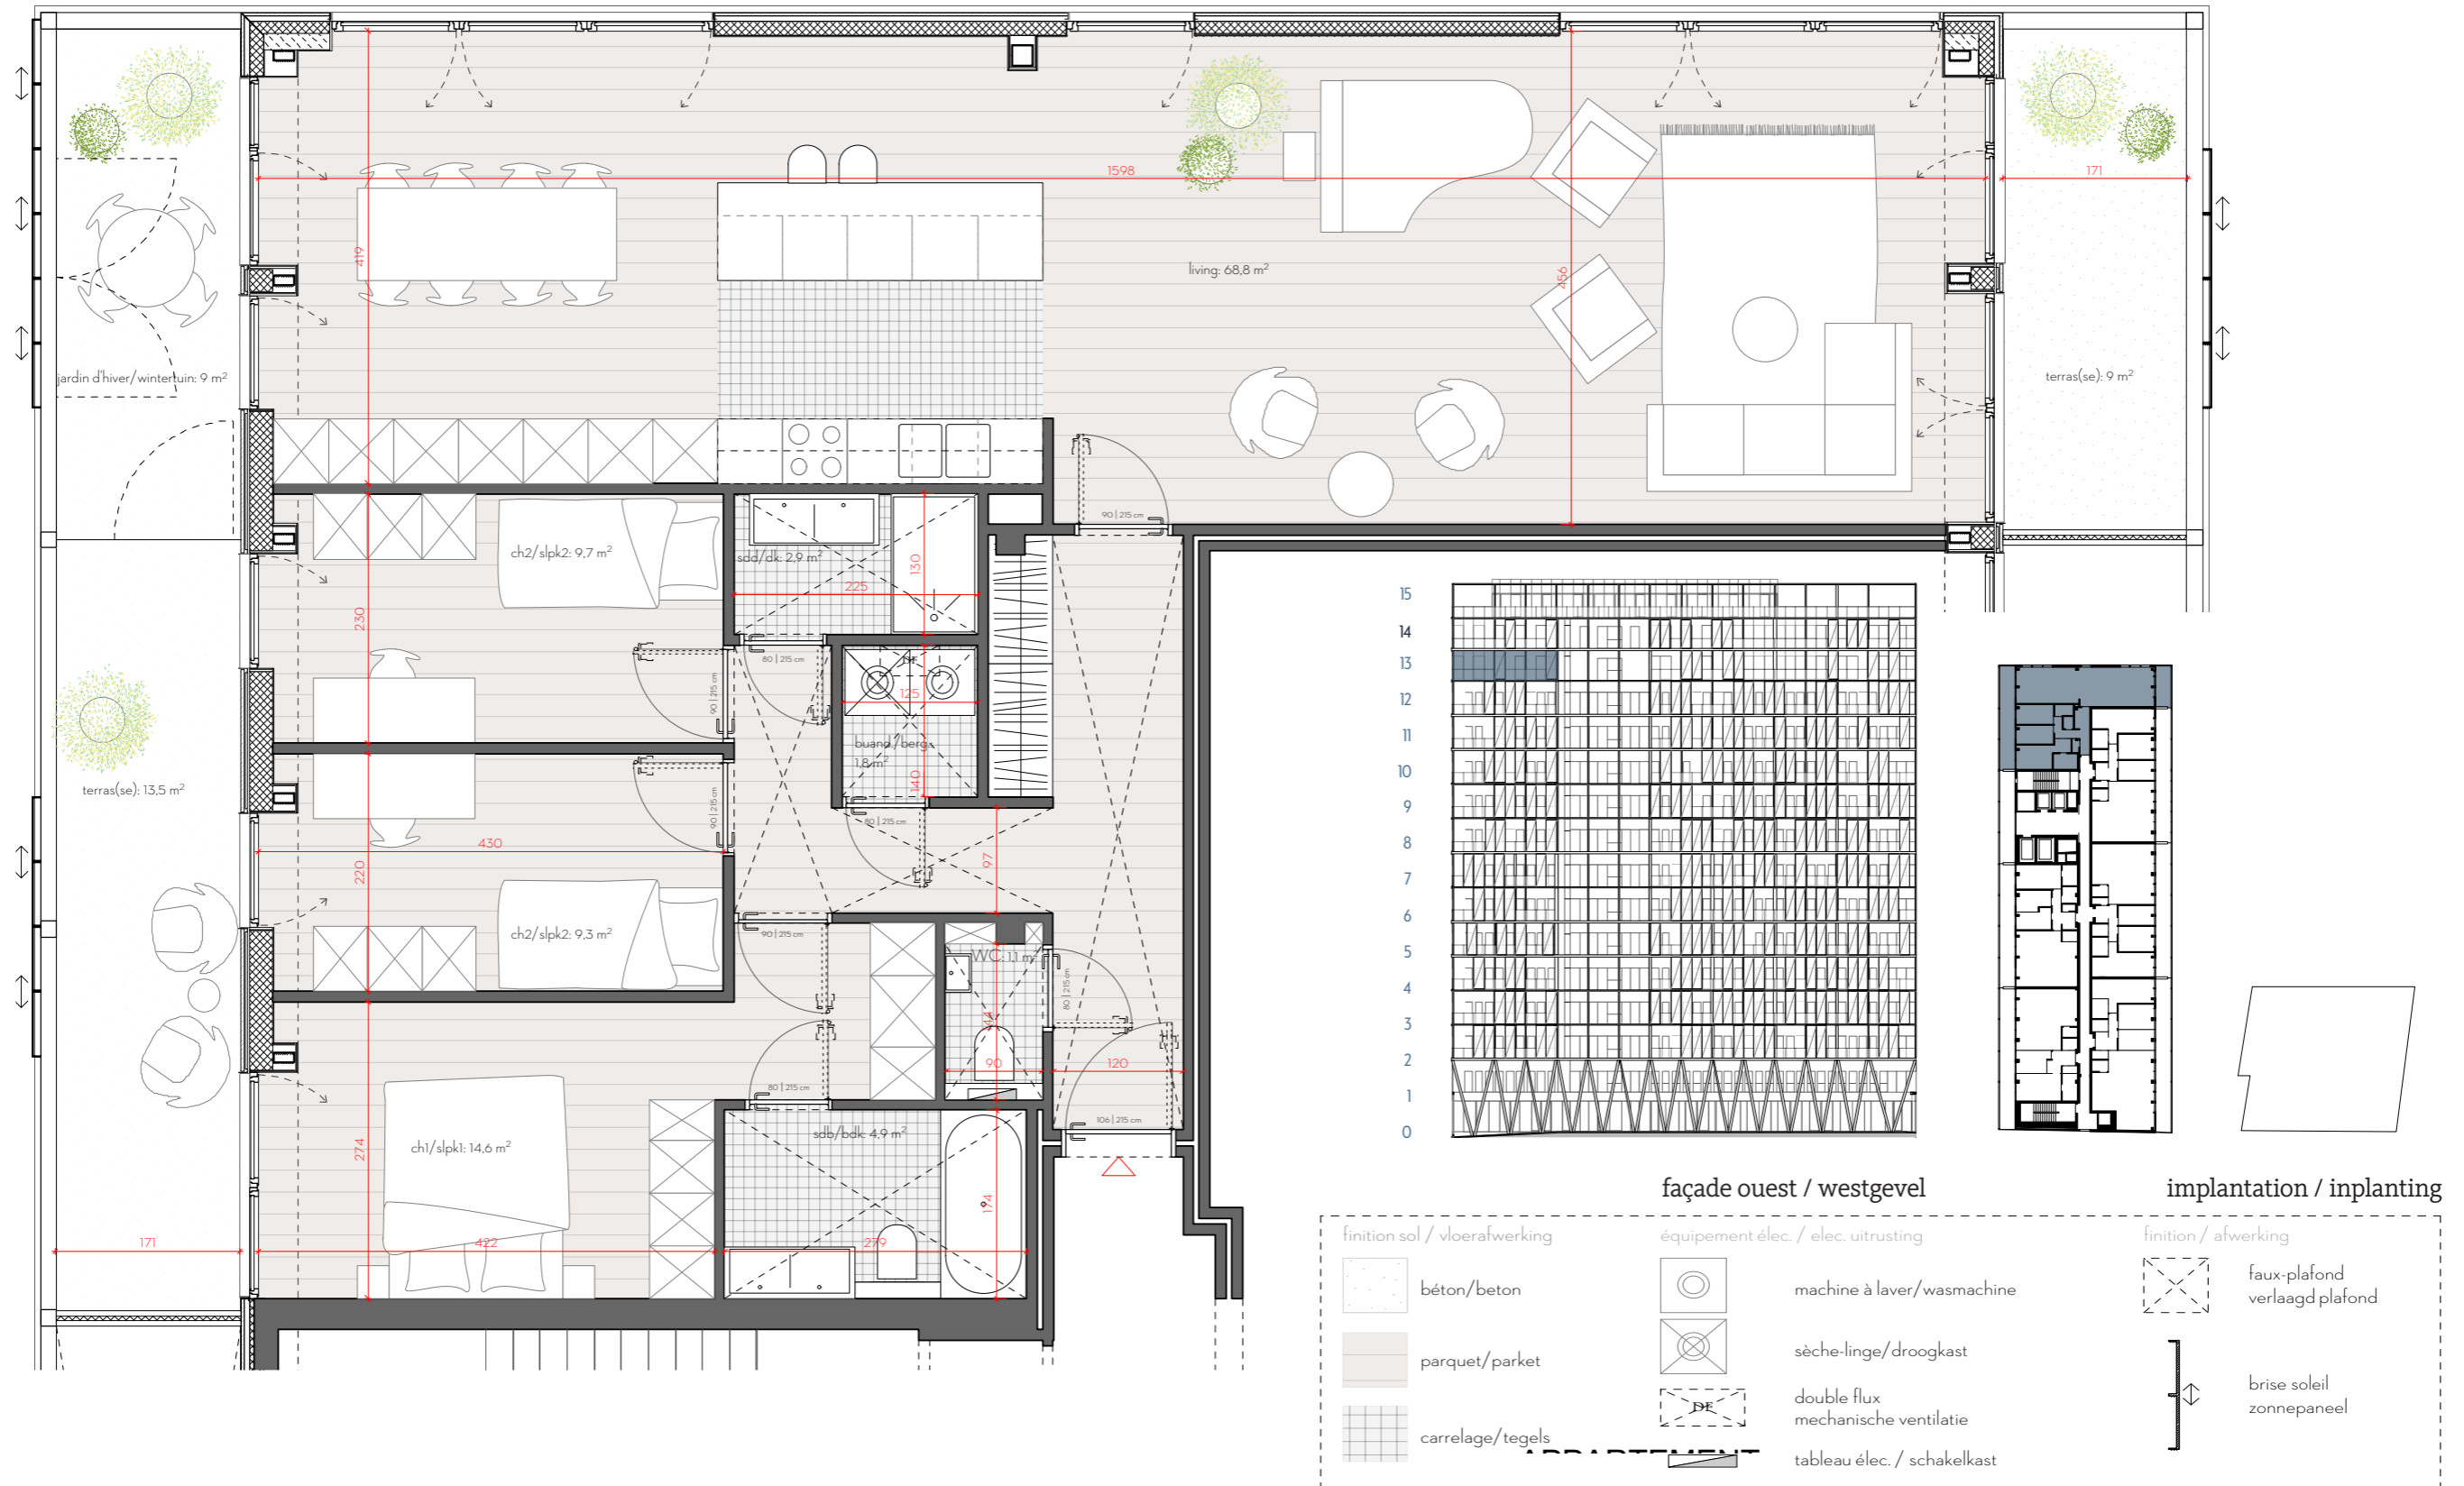 1598
171
419
456
living: 68,8 m²
jardin d'hiver/wintertuin: 9 m²
terras(se): 9 m²
90 | 215 cm
ch2/slpk2: 9,7 m²
sdd/dk: 2,9 m²
130
225
230
80 | 215 cm
DF
125
90 | 215 cm
buand./berg.
1,8 m²
140
terras(se): 13,5 m²
90 | 215 cm
80 | 215 cm
430
97
220
ch2/slpk2: 9,3 m²
90 | 215 cm
WC: 1,1 m²
80 | 215 cm
90
120
80 | 215 cm
106 | 215 cm
sdb/bdk: 4,9 m²
ch1/slpk1: 14,6 m²
274
174
171
422
279
15
14
13
12
11
10
9
8
7
6
5
4
3
2
1
0
façade ouest / westgevel
implantation / inplanting
finition sol / vloerafwerking
béton/beton
parquet/parket
carrelage/tegels
équipement élec. / elec. uitrusting
machine à laver/wasmachine
sèche-linge/droogkast
DF
double flux
mechanische ventilatie
tableau élec. / schakelkast
finition / afwerking
faux-plafond
verlaagd plafond
brise soleil
zonnepaneel
APPARTEMENT